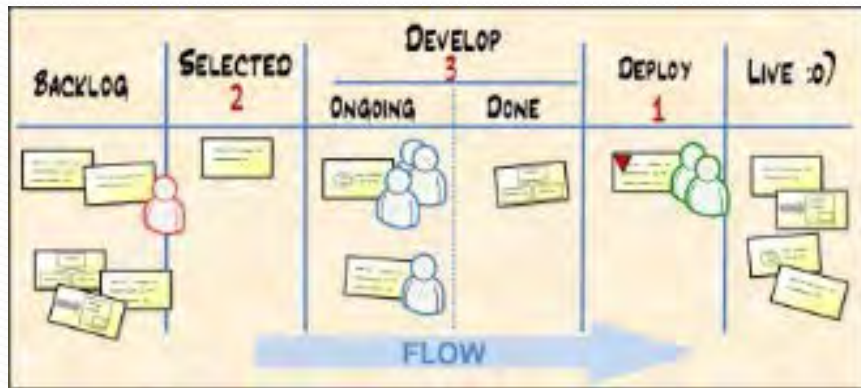 BACKLOG
SELECTED
2
DEVELOP
3
ONGOING
DONE
DEPLOY
1
LIVE :o)
FLOW